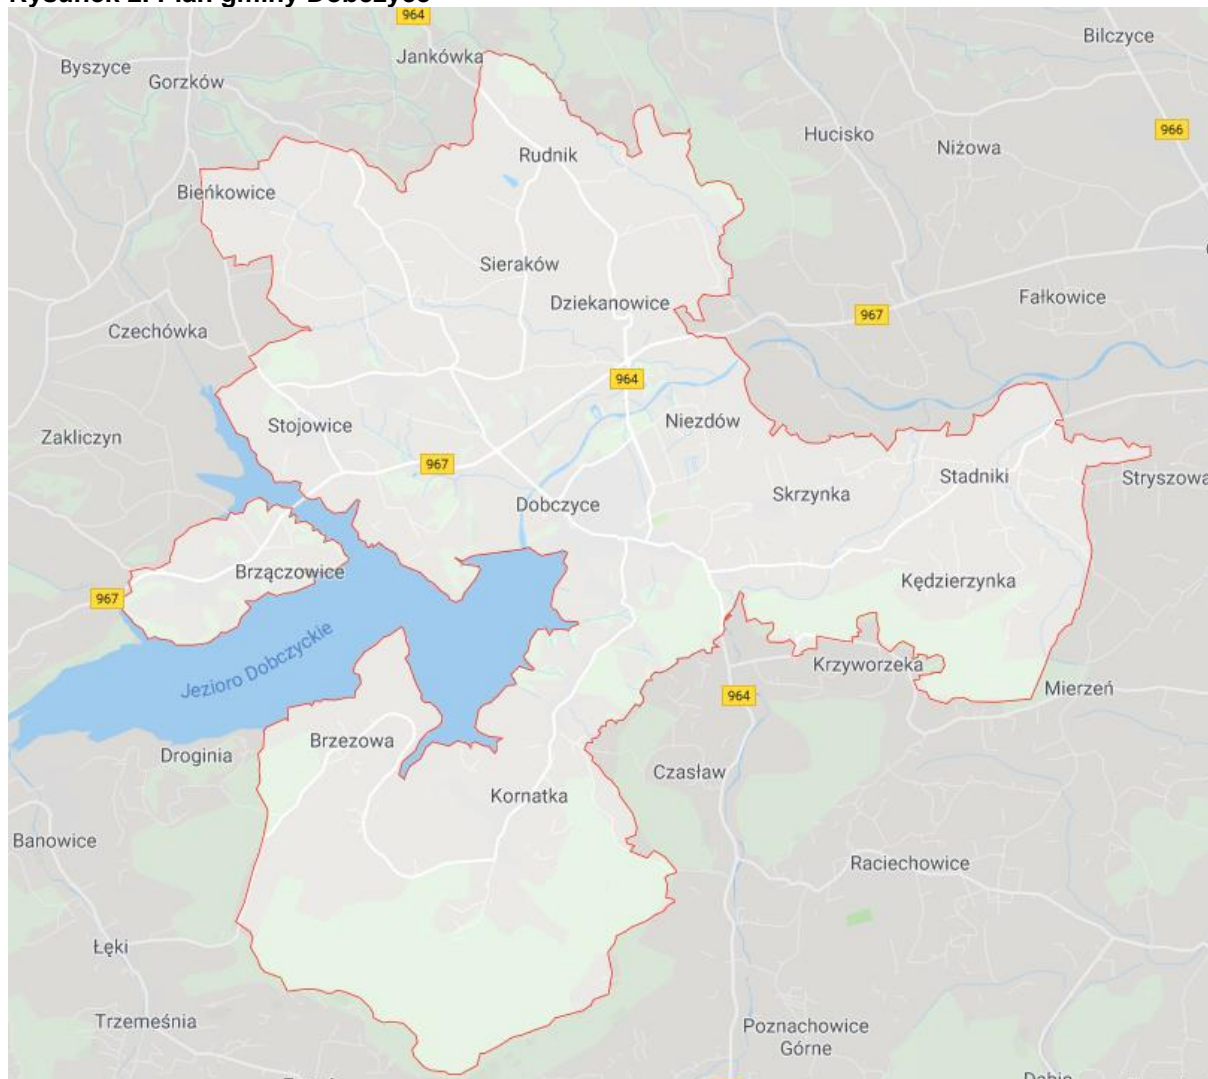 Rysunek 2. Plan gminy Dobczyce
964
Jankówka
Bilczyce
Byszyce
Gorzków
966
Hucisko
Niżowa
Rudnik
Bieńkowice
Sieraków
Dziekanowice
Fałkowice
967
Czechówka
964
Niezdów
Stojowice
Zakliczyn
967
Stadniki
Stryszowa
Skrzynka
Dobczyce
Brzączowice
Kędzierzynka
967
Jezioro Dobczyckie
Krzyworzeka
Mierzeń
964
Brzezowa
Droginia
Czasław
Kornatka
Banowice
Raciechowice
Łęki
Trzemeśnia
Poznachowice
Górne